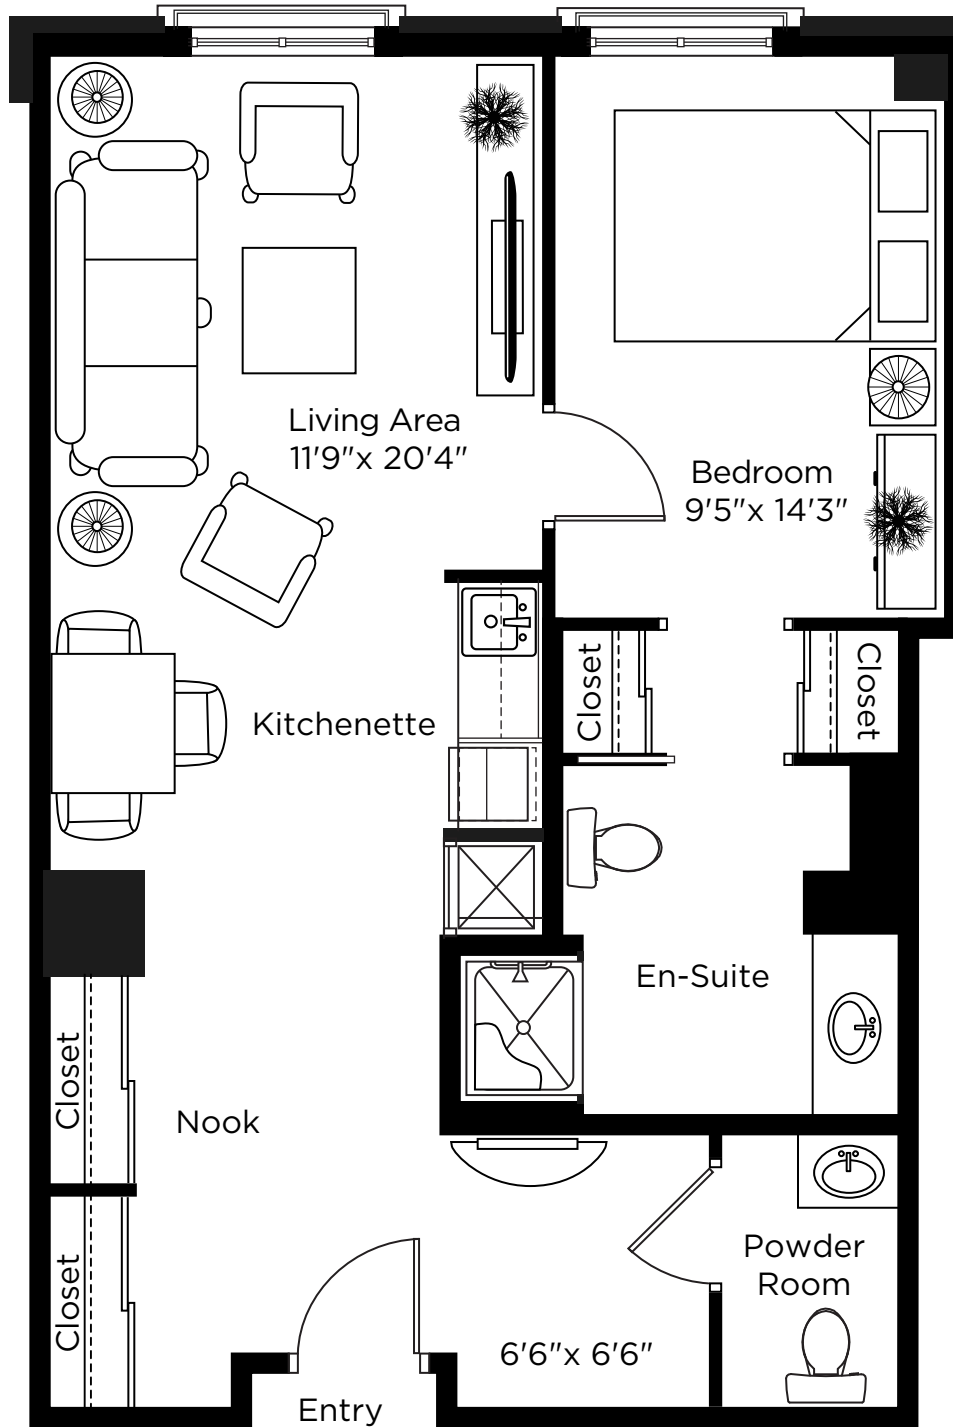 Living Area
11'9"x 20'4"
Bedroom
9'5"x 14'3"
Closet
Closet
Kitchenette
En-Suite
Closet
Nook
Closet
Powder
Room
6'6"x 6'6"
Entry